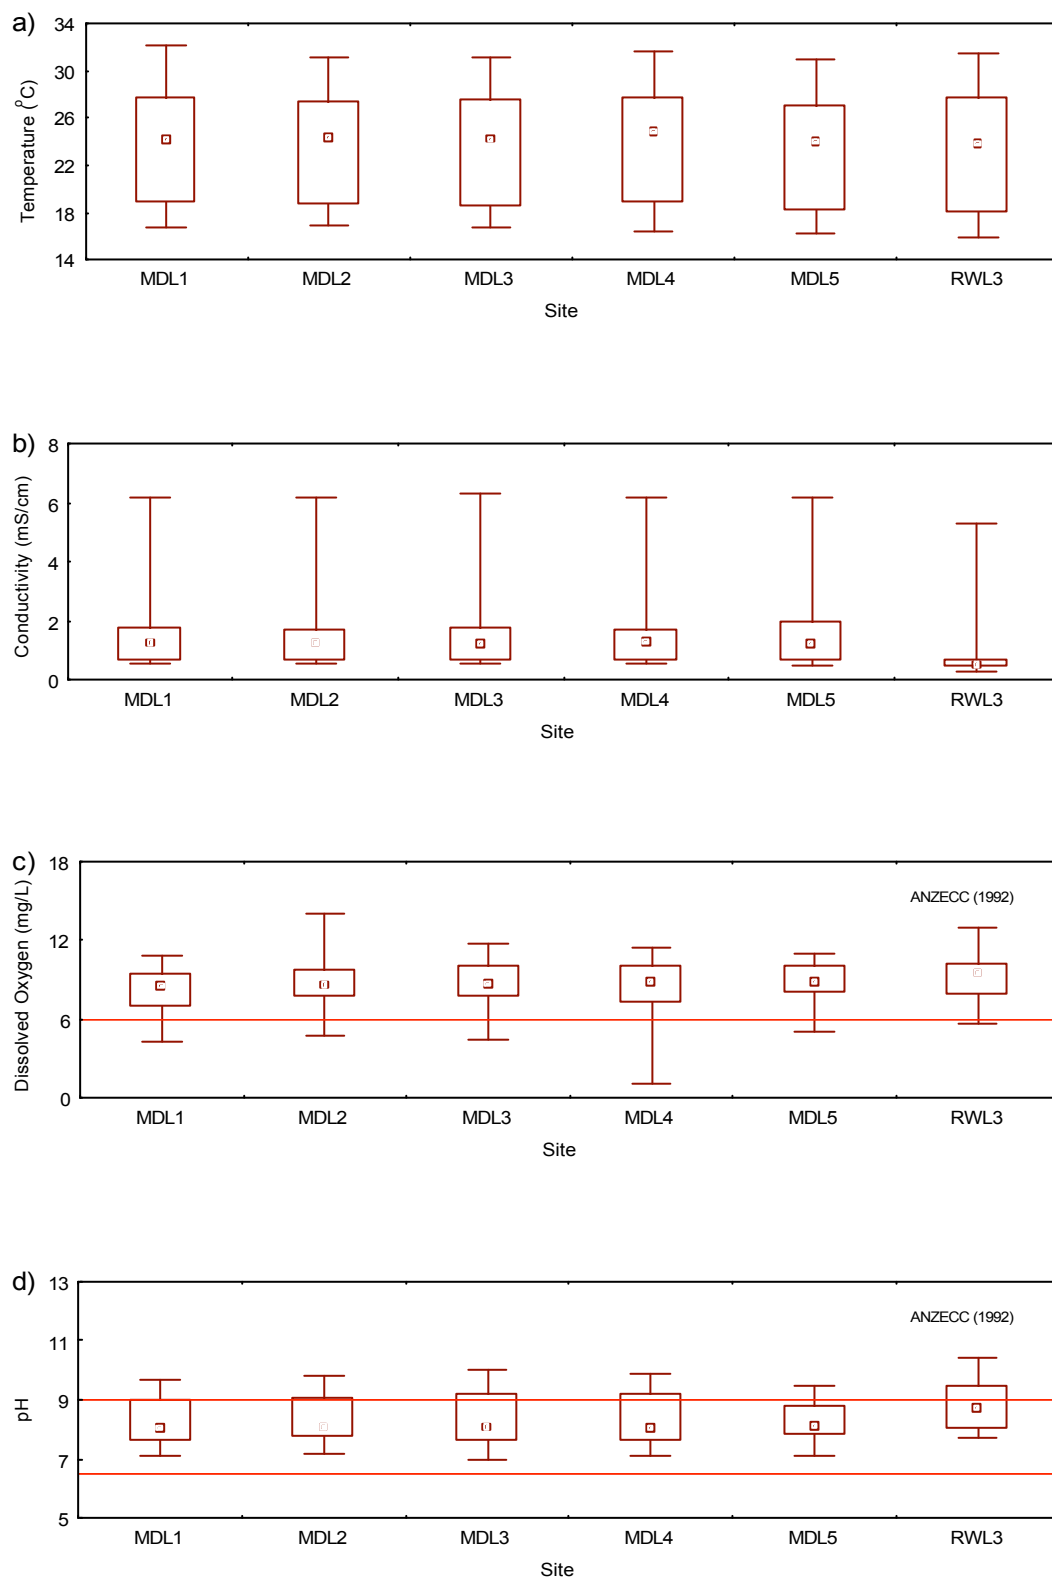 a)
Temperature (°C)
34
30
26
22
18
14
MDL1 MDL2 MDL3 MDL4 MDL5 RWL3
Site
b)
Conductivity (mS/cm)
8
6
4
2
0
MDL1 MDL2 MDL3 MDL4 MDL5 RWL3
Site
c)
Dissolved Oxygen (mg/L)
18
12
6
0
ANZECC (1992)
MDL1 MDL2 MDL3 MDL4 MDL5 RWL3
Site
d)
pH
13
11
9
7
5
ANZECC (1992)
MDL1 MDL2 MDL3 MDL4 MDL5 RWL3
Site